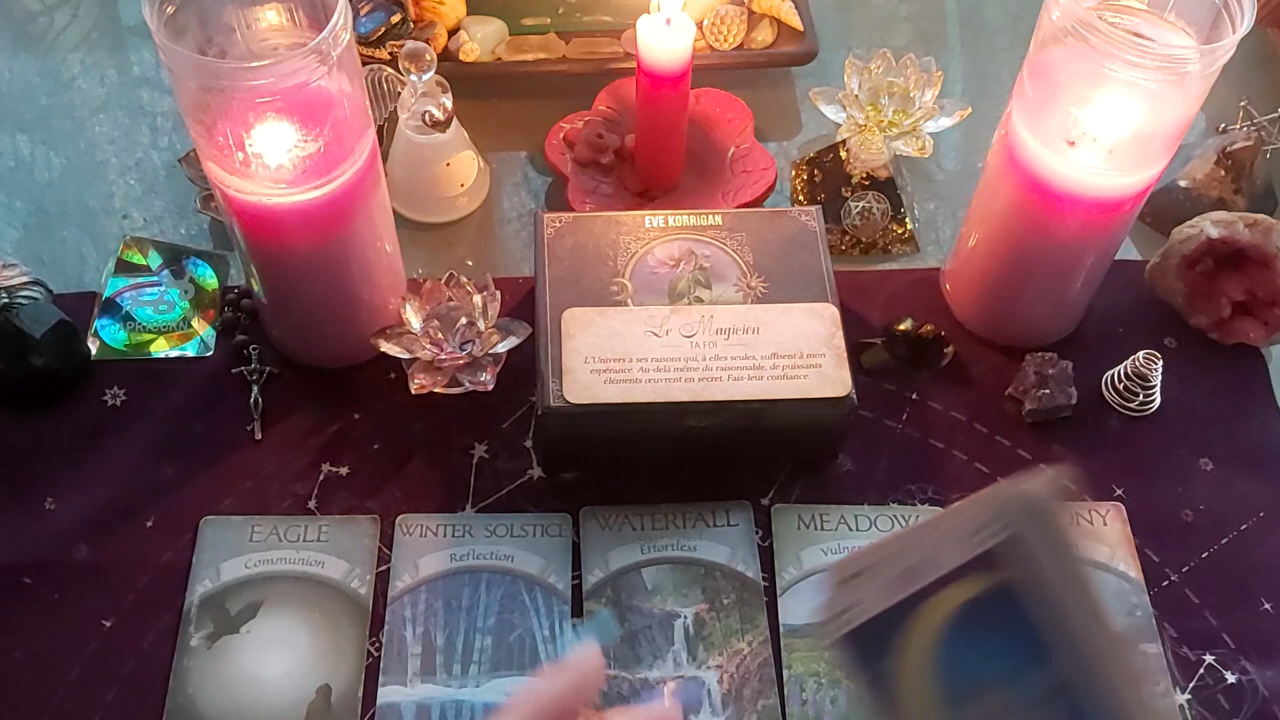 EVE KORRIGAN
Le Magicien
TA FOI
L'Univers a ses raisons qui, à elles seules, suffisent à mon
espérance. Au-delà même du raisonnable, de puissants
éléments œuvrent en secret. Fais-leur confiance.
CAPRICORN
EAGLE
Communion
WINTER SOLSTICE
Reflection
WATERFALL
Effortless
MEADOW